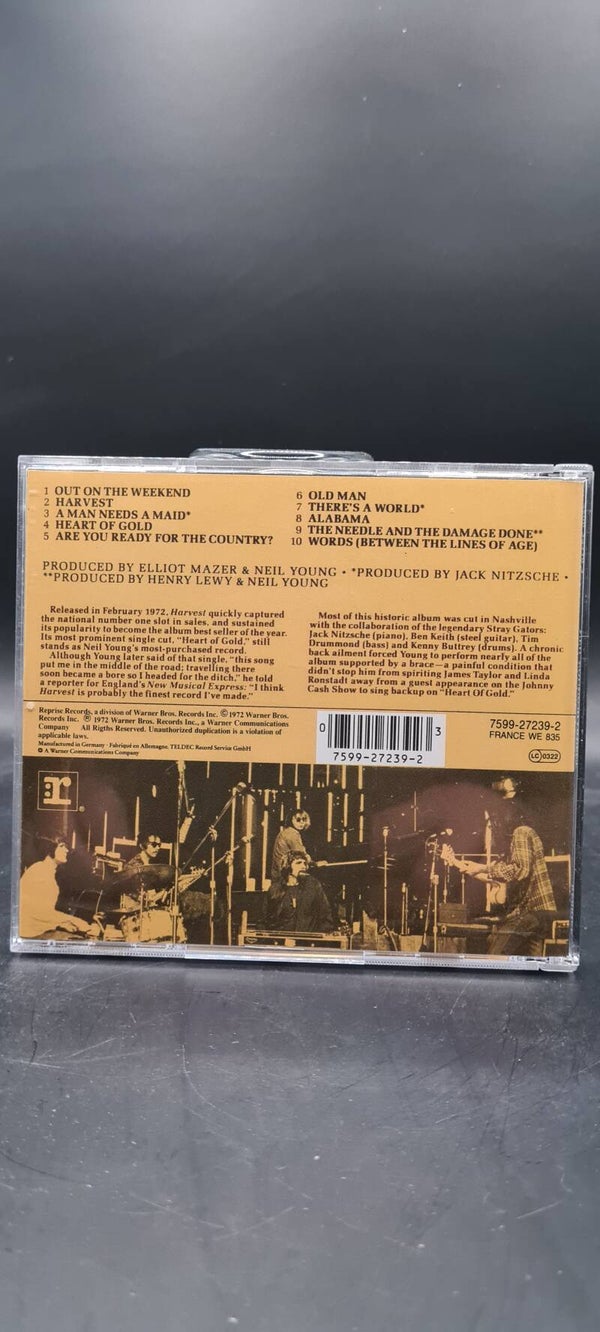 1 OUT ON THE WEEKEND
2 HARVEST
3 A MAN NEEDS A MAID*
4 HEART OF GOLD
5 ARE YOU READY FOR THE COUNTRY?
6 OLD MAN
7 THERE'S A WORLD*
8 ALABAMA
9 THE NEEDLE AND THE DAMAGE DONE**
10 WORDS (BETWEEN THE LINES OF AGE)
PRODUCED BY ELLIOT MAZER & NEIL YOUNG • *PRODUCED BY JACK NITZSCHE •
**PRODUCED BY HENRY LEWY & NEIL YOUNG
Released in February 1972, Harvest quickly captured
the national number one slot in sales, and sustained
its popularity to become the album best seller of the year.
Its most prominent single cut, "Heart of Gold," still
stands as Neil Young's most-purchased record.
Although Young later said of that single, "this song
put me in the middle of the road; travelling there
soon became a bore so I headed for the ditch," he told
a reporter for England's New Musical Express: "I think
Harvest is probably the finest record I've made."
Most of this historic album was cut in Nashville
with the collaboration of the legendary Stray Gators:
Jack Nitzsche (piano), Ben Keith (steel guitar), Tim
Drummond (bass) and Kenny Buttrey (drums). A chronic
back ailment forced Young to perform nearly all of the
album supported by a brace—a painful condition that
didn't stop him from spiriting James Taylor and Linda
Ronstadt away from a guest appearance on the Johnny
Cash Show to sing backup on "Heart Of Gold."
Reprise Records, a division of Warner Bros. Records Inc. © 1972 Warner Bros.
Records Inc. ℗ 1972 Warner Bros. Records Inc., a Warner Communications
Company All Rigths Reserved. Unauthorized duplication is a violation of
applicable laws.
Manufactured in Germany · Fabriqué en Allemagne. TELDEC Record Service GmbH
A Warner Communications Company
0 3
7599-27239-2
7599-27239-2
FRANCE WE 835
LC 0322
r ®